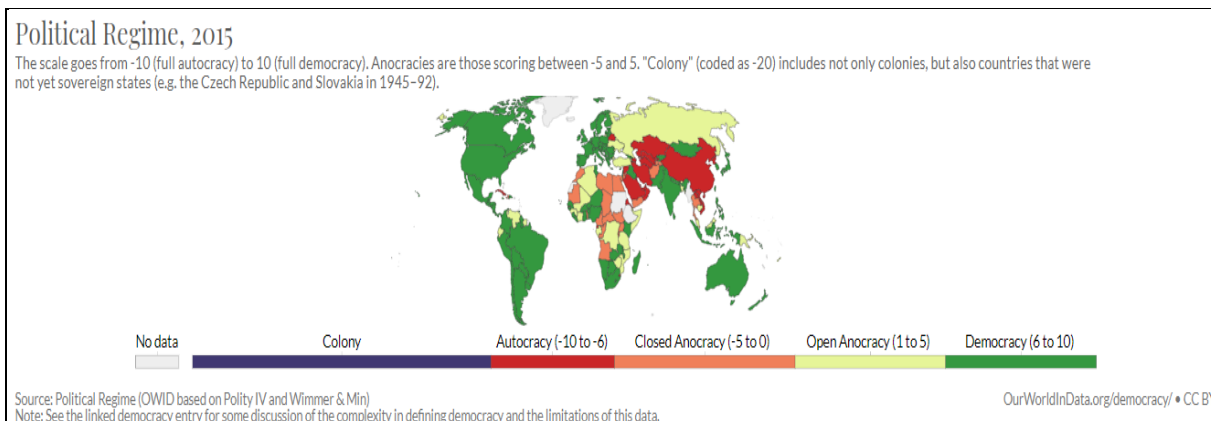 Political Regime, 2015
The scale goes from -10 (full autocracy) to 10 (full democracy). Anocracies are those scoring between -5 and 5. "Colony" (coded as -20) includes not only colonies, but also countries that were
not yet sovereign states (e.g. the Czech Republic and Slovakia in 1945–92).
No data Colony Autocracy (-10 to -6) Closed Anocracy (-5 to 0) Open Anocracy (1 to 5) Democracy (6 to 10)
Source: Political Regime (OWID based on Polity IV and Wimmer & Min) OurWorldInData.org/democracy/ • CC BY
Note: See the linked democracy entry for some discussion of the complexity in defining democracy and the limitations of this data.